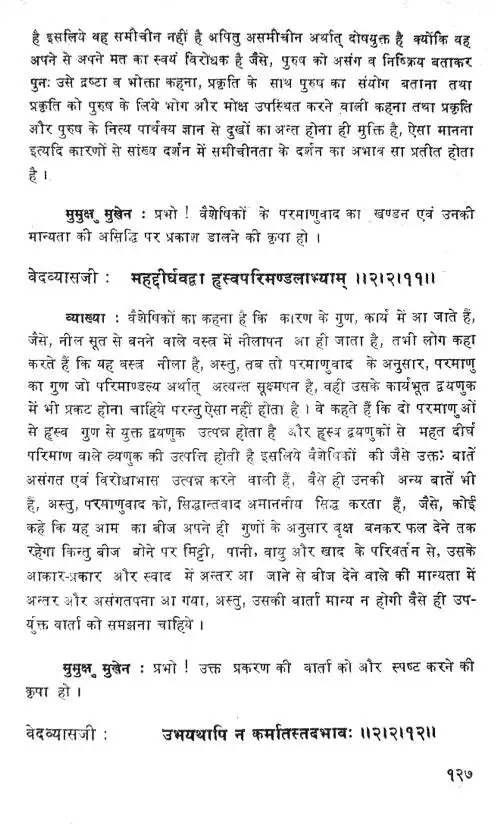 है इसलिये वह समीचीन नहीं है अपितु असमीचीन अर्थात् दोषयुक्त है क्योंकि वह
अपने से अपने मत का स्वयं विरोधक है जैसे, पुरुष को असंग व निष्क्रिय बताकर
पुनः उसे द्रष्टा व भोक्ता कहना, प्रकृति के साथ पुरुष का संयोग बताना तथा
प्रकृति को पुरुष के लिये भोग और मोक्ष उपस्थित करने वाली कहना तथा प्रकृति
और पुरुष के नित्य पार्थक्य ज्ञान से दुखों का अन्त होना ही मुक्ति है, ऐसा मानना
इत्यदि कारणों से सांख्य दर्शन में समीचीनता के दर्शन का अभाव सा प्रतीत होता
है ।
मुमुक्षु मुखेन : प्रभो ! वैशेषिकों के परमाणुवाद का खण्डन एवं उनकी
मान्यता की असिद्धि पर प्रकाश डालने की कृपा हो ।
वेदव्यासजी : महद्दीर्घवद्वा ह्रस्वपरिमण्डलाभ्याम् ।।२।२।११।।
व्याख्या : वैशेषिकों का कहना है कि कारण के गुण, कार्य में आ जाते हैं,
जैसे, नील सूत से बनने वाले वस्त्र में नीलापन आ ही जाता है, तभी लोग कहा
करते हैं कि यह वस्त्र नीला है, अस्तु, तब तो परमाणुवाद के अनुसार, परमाणु
का गुण जो परिमाण्डल्य अर्थात् अत्यन्त सूक्ष्मपन है, वही उसके कार्यभूत द्वयणुक
में भी प्रकट होना चाहिये परन्तु ऐसा नहीं होता है । वे कहते हैं कि दो परमाणुओं
से ह्रस्व गुण से युक्त द्वयणुक उत्पन्न होता है और ह्रस्व द्वयणुकों से महत दीर्घ
परिमाण वाले त्र्यणुक की उत्पत्ति होती है इसलिये वैशेषिकों की जैसे उक्त: बातें
असंगत एवं विरोधाभास उत्पन्न करने वाली हैं, वैसे ही उनकी अन्य बातें भी
हैं, अस्तु, परमाणुवाद को, सिद्धान्तवाद अमाननीय सिद्ध करता हैं, जैसे, कोई
कहे कि यह आम का बीज अपने ही गुणों के अनुसार वृक्ष बनकर फल देने तक
रहेगा किन्तु बीज बोने पर मिट्टी, पानी, वायु और खाद के परिवर्तन से, उसके
आकार-प्रकार और स्वाद में अन्तर आ जाने से बीज देने वाले की मान्यता में
अन्तर और असंगतपना आ गया, अस्तु, उसकी वार्ता मान्य न होगी वैसे ही उप-
र्युक्त वार्ता को समझना चाहिये ।
मुमुक्षु मुखेन : प्रभो ! उक्त प्रकरण की वार्ता को और स्पष्ट करने की
कृपा हो ।
वेदव्यासजी : उभयथापि न कर्मातस्तदभावः ।।२।२।१२।।
१२७